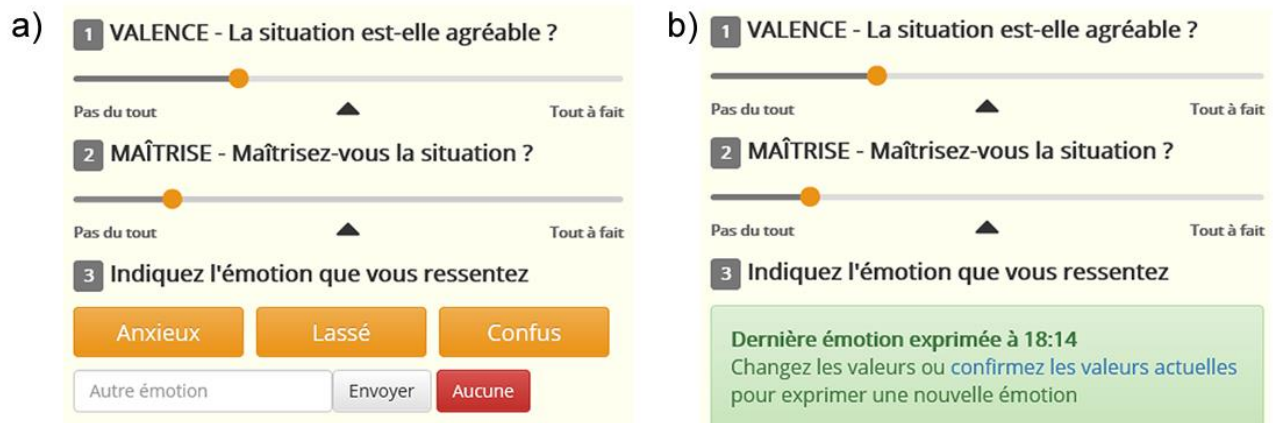 a)
1 VALENCE - La situation est-elle agréable ?
Pas du tout Tout à fait
2 MAÎTRISE - Maîtrisez-vous la situation ?
Pas du tout Tout à fait
3 Indiquez l'émotion que vous ressentez
Anxieux Lassé Confus
Autre émotion Envoyer Aucune
b)
1 VALENCE - La situation est-elle agréable ?
Pas du tout Tout à fait
2 MAÎTRISE - Maîtrisez-vous la situation ?
Pas du tout Tout à fait
3 Indiquez l'émotion que vous ressentez
Dernière émotion exprimée à 18:14
Changez les valeurs ou confirmez les valeurs actuelles
pour exprimer une nouvelle émotion